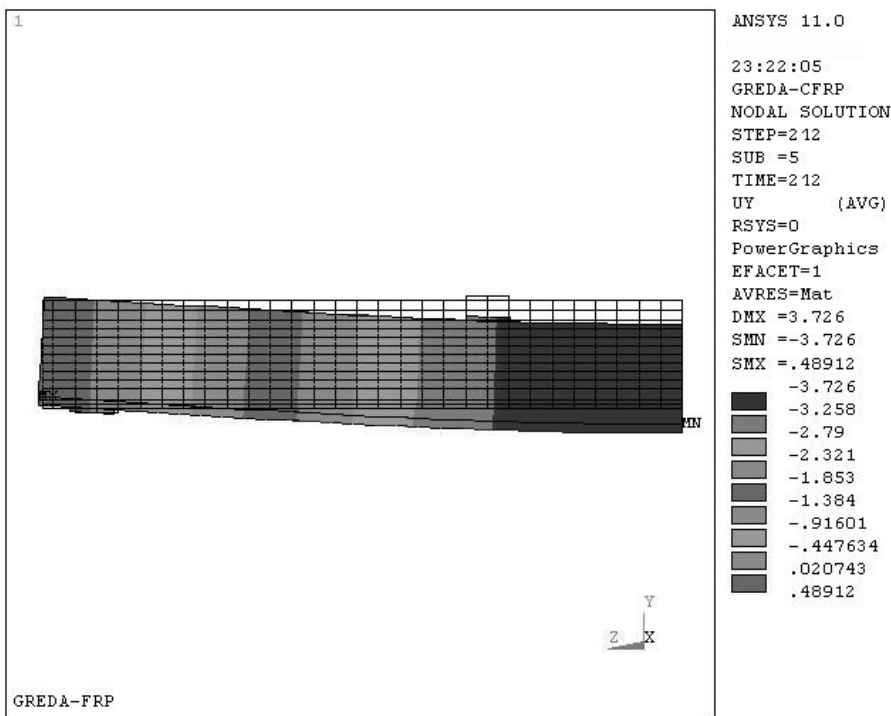 1
ANSYS 11.0
23:22:05
GREDA-CFRP
NODAL SOLUTION
STEP=212
SUB =5
TIME=212
UY (AVG)
RSYS=0
PowerGraphics
EFACET=1
AVRES=Mat
DMX =3.726
SMN =-3.726
SMX =.48912
-3.726
-3.258
-2.79
-2.321
-1.853
-1.384
-.91601
-.447634
.020743
.48912
MX
MN
Y
Z X
GREDA-FRP